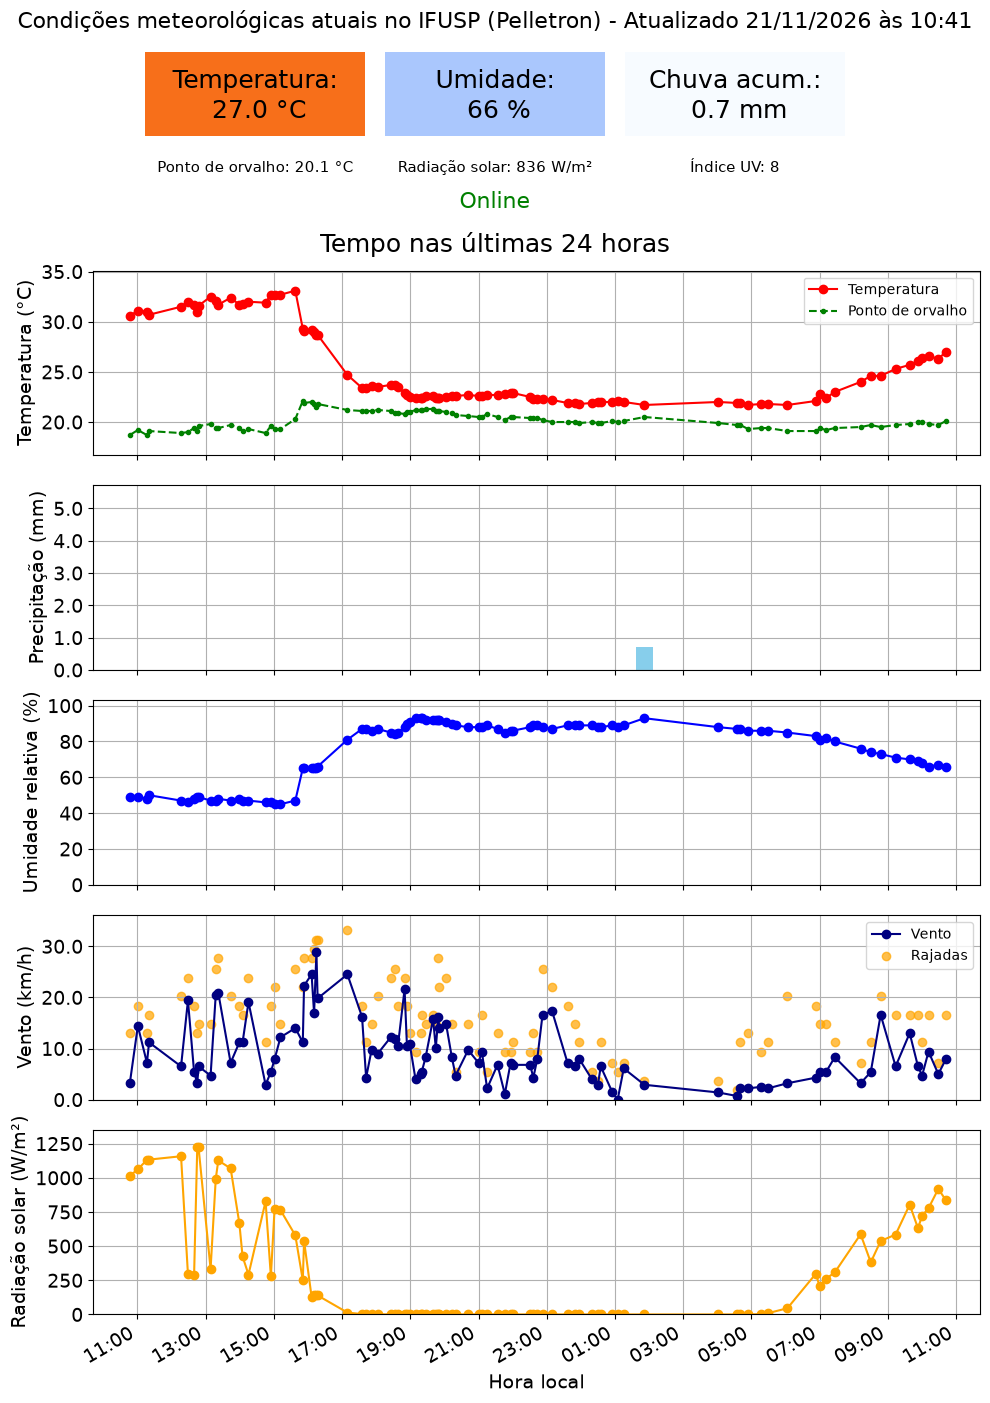 Condições meteorológicas atuais no IFUSP (Pelletron) - Atualizado 21/11/2026 às 10:41
Temperatura:
27.0 °C
Umidade:
66 %
Chuva acum.:
0.7 mm
Ponto de orvalho: 20.1 °C
Radiação solar: 836 W/m²
Índice UV: 8
Online
Tempo nas últimas 24 horas
Temperatura (°C)
35.0
30.0
25.0
20.0
Temperatura
Ponto de orvalho
Precipitação (mm)
5.0
4.0
3.0
2.0
1.0
0.0
Umidade relativa (%)
100
80
60
40
20
0
Vento (km/h)
30.0
20.0
10.0
0.0
Vento
Rajadas
Radiação solar (W/m²)
1250
1000
750
500
250
0
11:00
13:00
15:00
17:00
19:00
21:00
23:00
01:00
03:00
05:00
07:00
09:00
11:00
Hora local